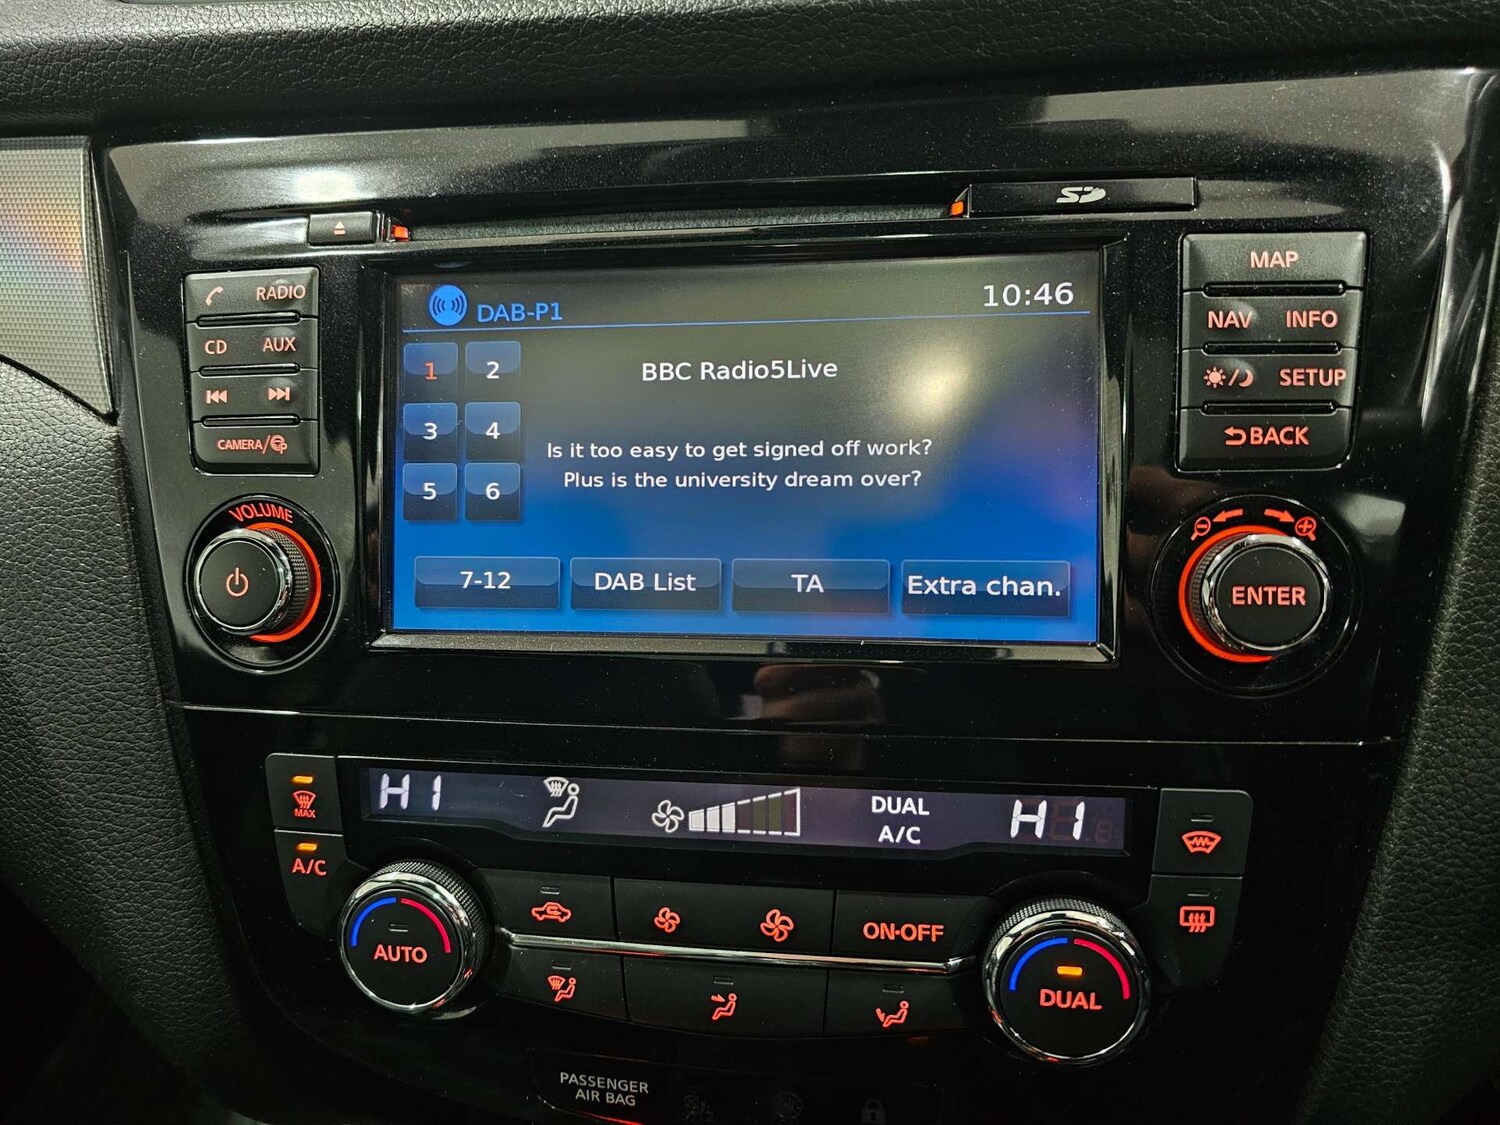 SD
RADIO
CD AUX
CAMERA/
VOLUME
DAB-P1
10:46
1 2
3 4
5 6
BBC Radio5Live
Is it too easy to get signed off work?
Plus is the university dream over?
7-12 DAB List TA Extra chan.
MAP
NAV INFO
SETUP
BACK
ENTER
MAX
A/C
HI
DUAL
A/C
HI
AUTO
ON·OFF
DUAL
PASSENGER
AIR BAG